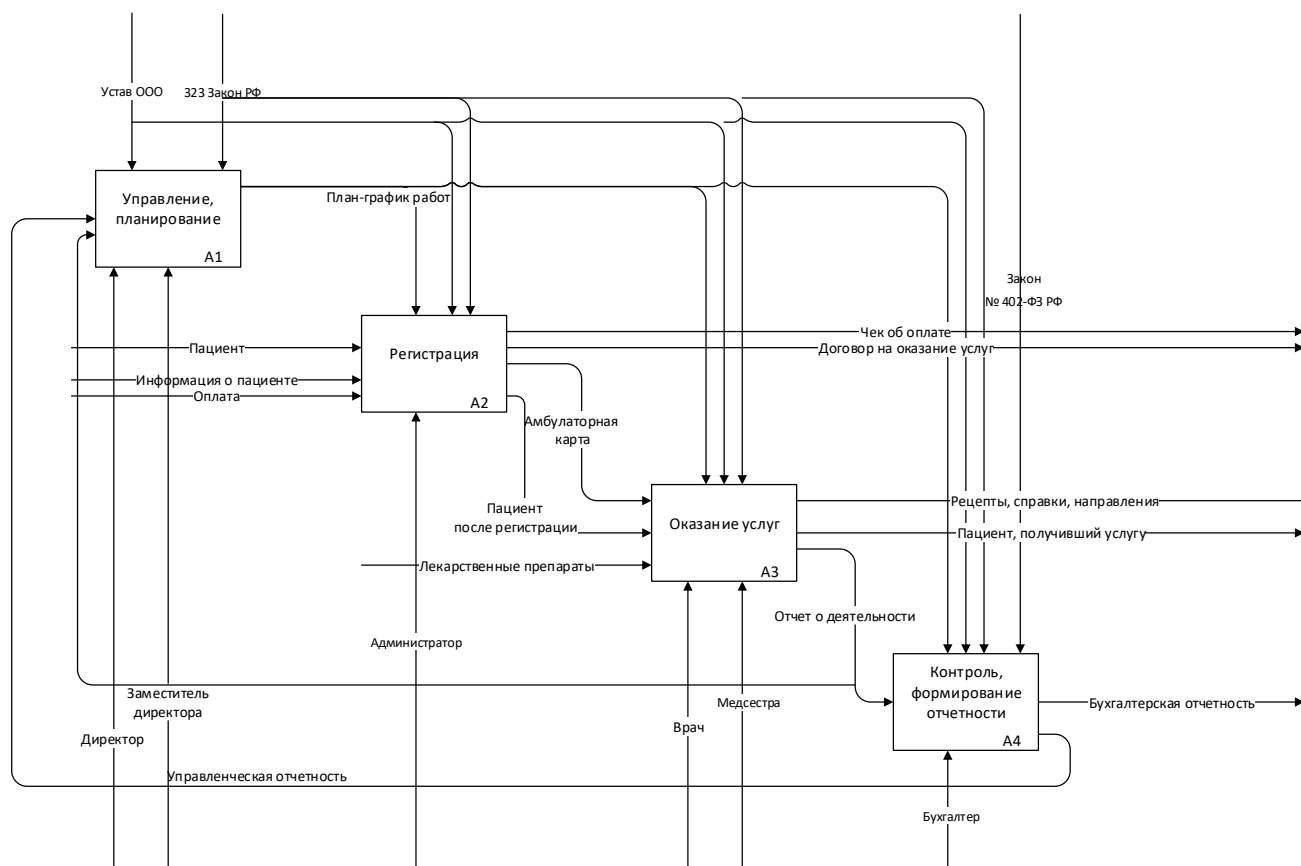 Устав ООО
323 Закон РФ
Управление,
планирование
А1
План-график работ
Закон
№ 402-ФЗ РФ
Пациент
Информация о пациенте
Оплата
Регистрация
А2
Чек об оплате
Договор на оказание услуг
Амбулаторная
карта
Пациент
после регистрации
Лекарственные препараты
Оказание услуг
А3
Рецепты, справки, направления
Пациент, получивший услугу
Отчет о деятельности
Администратор
Заместитель
директора
Директор
Врач
Медсестра
Контроль,
формирование
отчетности
А4
Бухгалтерская отчетность
Управленческая отчетность
Бухгалтер